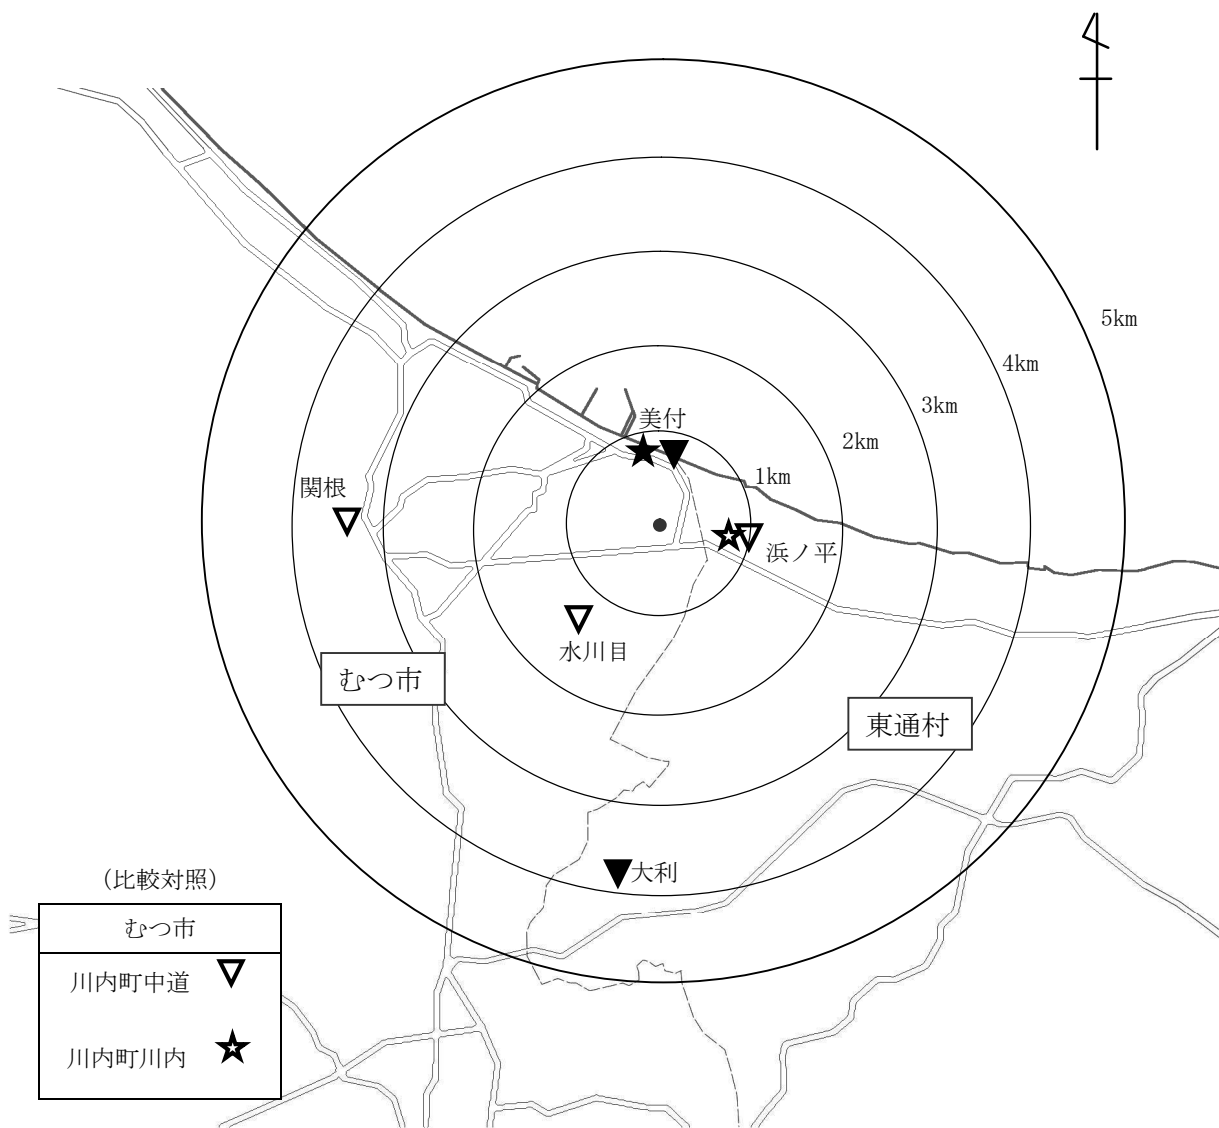 5km
4km
3km
美付
2km
1km
関根
浜ノ平
水川目
むつ市
東通村
大利
(比較対照)
むつ市
川内町中道
川内町川内